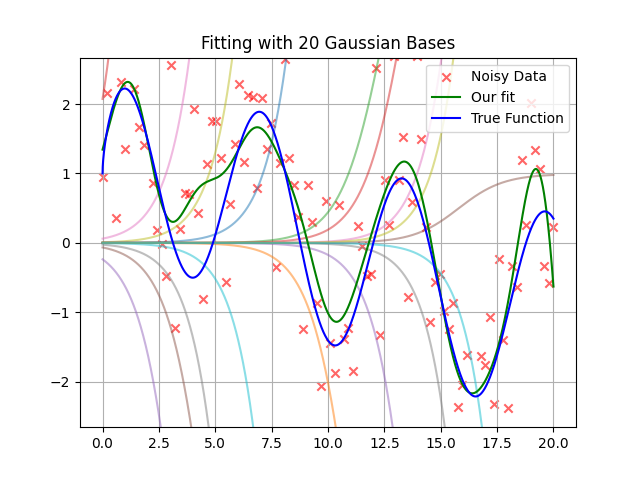 Fitting with 20 Gaussian Bases
Noisy Data
Our fit
True Function
2
1
0
−1
−2
0.0 2.5 5.0 7.5 10.0 12.5 15.0 17.5 20.0